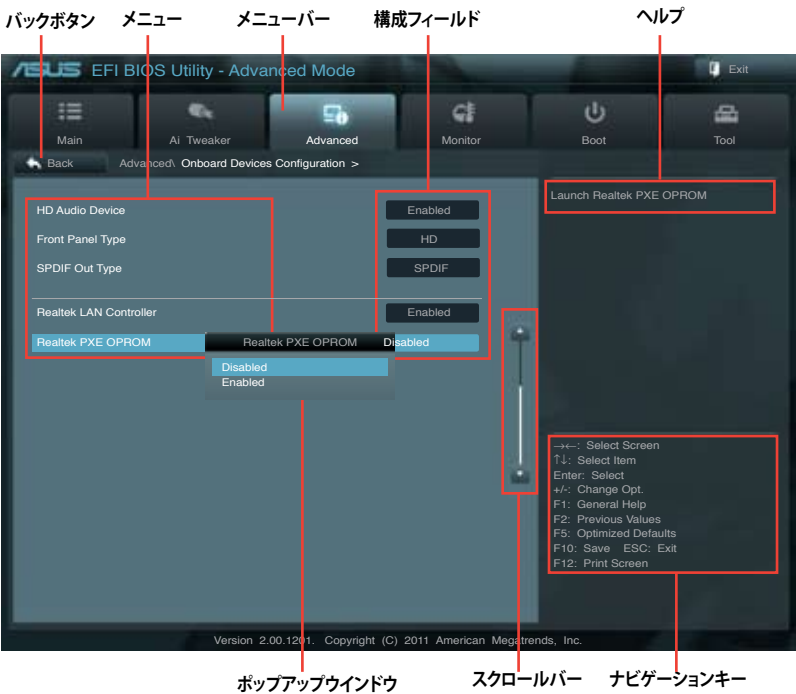 バックボタン メニュー メニューバー 構成フィールド ヘルプ
ASUS EFI BIOS Utility - Advanced Mode Exit
Main Ai Tweaker Advanced Monitor Boot Tool
Back Advanced\ Onboard Devices Configuration >
Launch Realtek PXE OPROM
HD Audio Device Enabled
Front Panel Type HD
SPDIF Out Type SPDIF
Realtek LAN Controller Enabled
Realtek PXE OPROM Realtek PXE OPROM Disabled
Disabled
Enabled
→←: Select Screen
↑↓: Select Item
Enter: Select
+/-: Change Opt.
F1: General Help
F2: Previous Values
F5: Optimized Defaults
F10: Save ESC: Exit
F12: Print Screen
Version 2.00.1201. Copyright (C) 2011 American Megatrends, Inc.
ポップアップウインドウ スクロールバー ナビゲーションキー